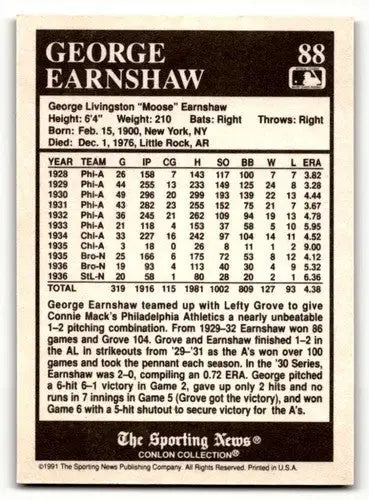 GEORGE 88
EARNSHAW
George Livingston "Moose" Earnshaw
Height: 6'4" Weight: 210 Bats: Right Throws: Right
Born: Feb. 15, 1900, New York, NY
Died: Dec. 1, 1976, Little Rock, AR
YEAR TEAM G IP CG H SO BB W L ERA
1928 Phi-A 26 158 7 143 117 100 7 7 3.82
1929 Phi-A 44 255 13 233 149 125 24 8 3.28
1930 Phi-A 49 296 20 299 193 139 22 13 4.44
1931 Phi-A 43 282 23 255 152 75 21 7 3.67
1932 Phi-A 36 245 21 262 109 94 19 13 4.78
1933 Phi-A 21 118 4 153 37 58 5 10 5.95
1934 Chi-A 33 227 16 242 97 104 14 11 4.52
1935 Chi-A 3 18 0 26 8 11 1 2 9.00
1935 Bro-N 25 166 6 175 72 53 8 12 4.12
1936 Bro-N 19 93 4 113 40 30 4 9 5.32
1936 StL-N 20 58 1 80 28 20 2 1 6.36
TOTAL 319 1916 115 1981 1002 809 127 93 4.38
George Earnshaw teamed up with Lefty Grove to give
Connie Mack's Philadelphia Athletics a nearly unbeatable
1–2 pitching combination. From 1929-32 Earnshaw won 86
games and Grove 104. Grove and Earnshaw finished 1–2 in
the AL in strikeouts from '29–'31 as the A's won over 100
games and took the pennant each season. In the '30 Series,
Earnshaw was 2–0, compiling an 0.72 ERA. George pitched
a 6-hit 6–1 victory in Game 2, gave up only 2 hits and no
runs in 7 innings in Game 5 (Grove got the victory), and won
Game 6 with a 5-hit shutout to secure victory for the A's.
The Sporting News®
CONLON COLLECTION®
©1991 The Sporting News Publishing Company. All Rights Reserved. Printed in U.S.A.